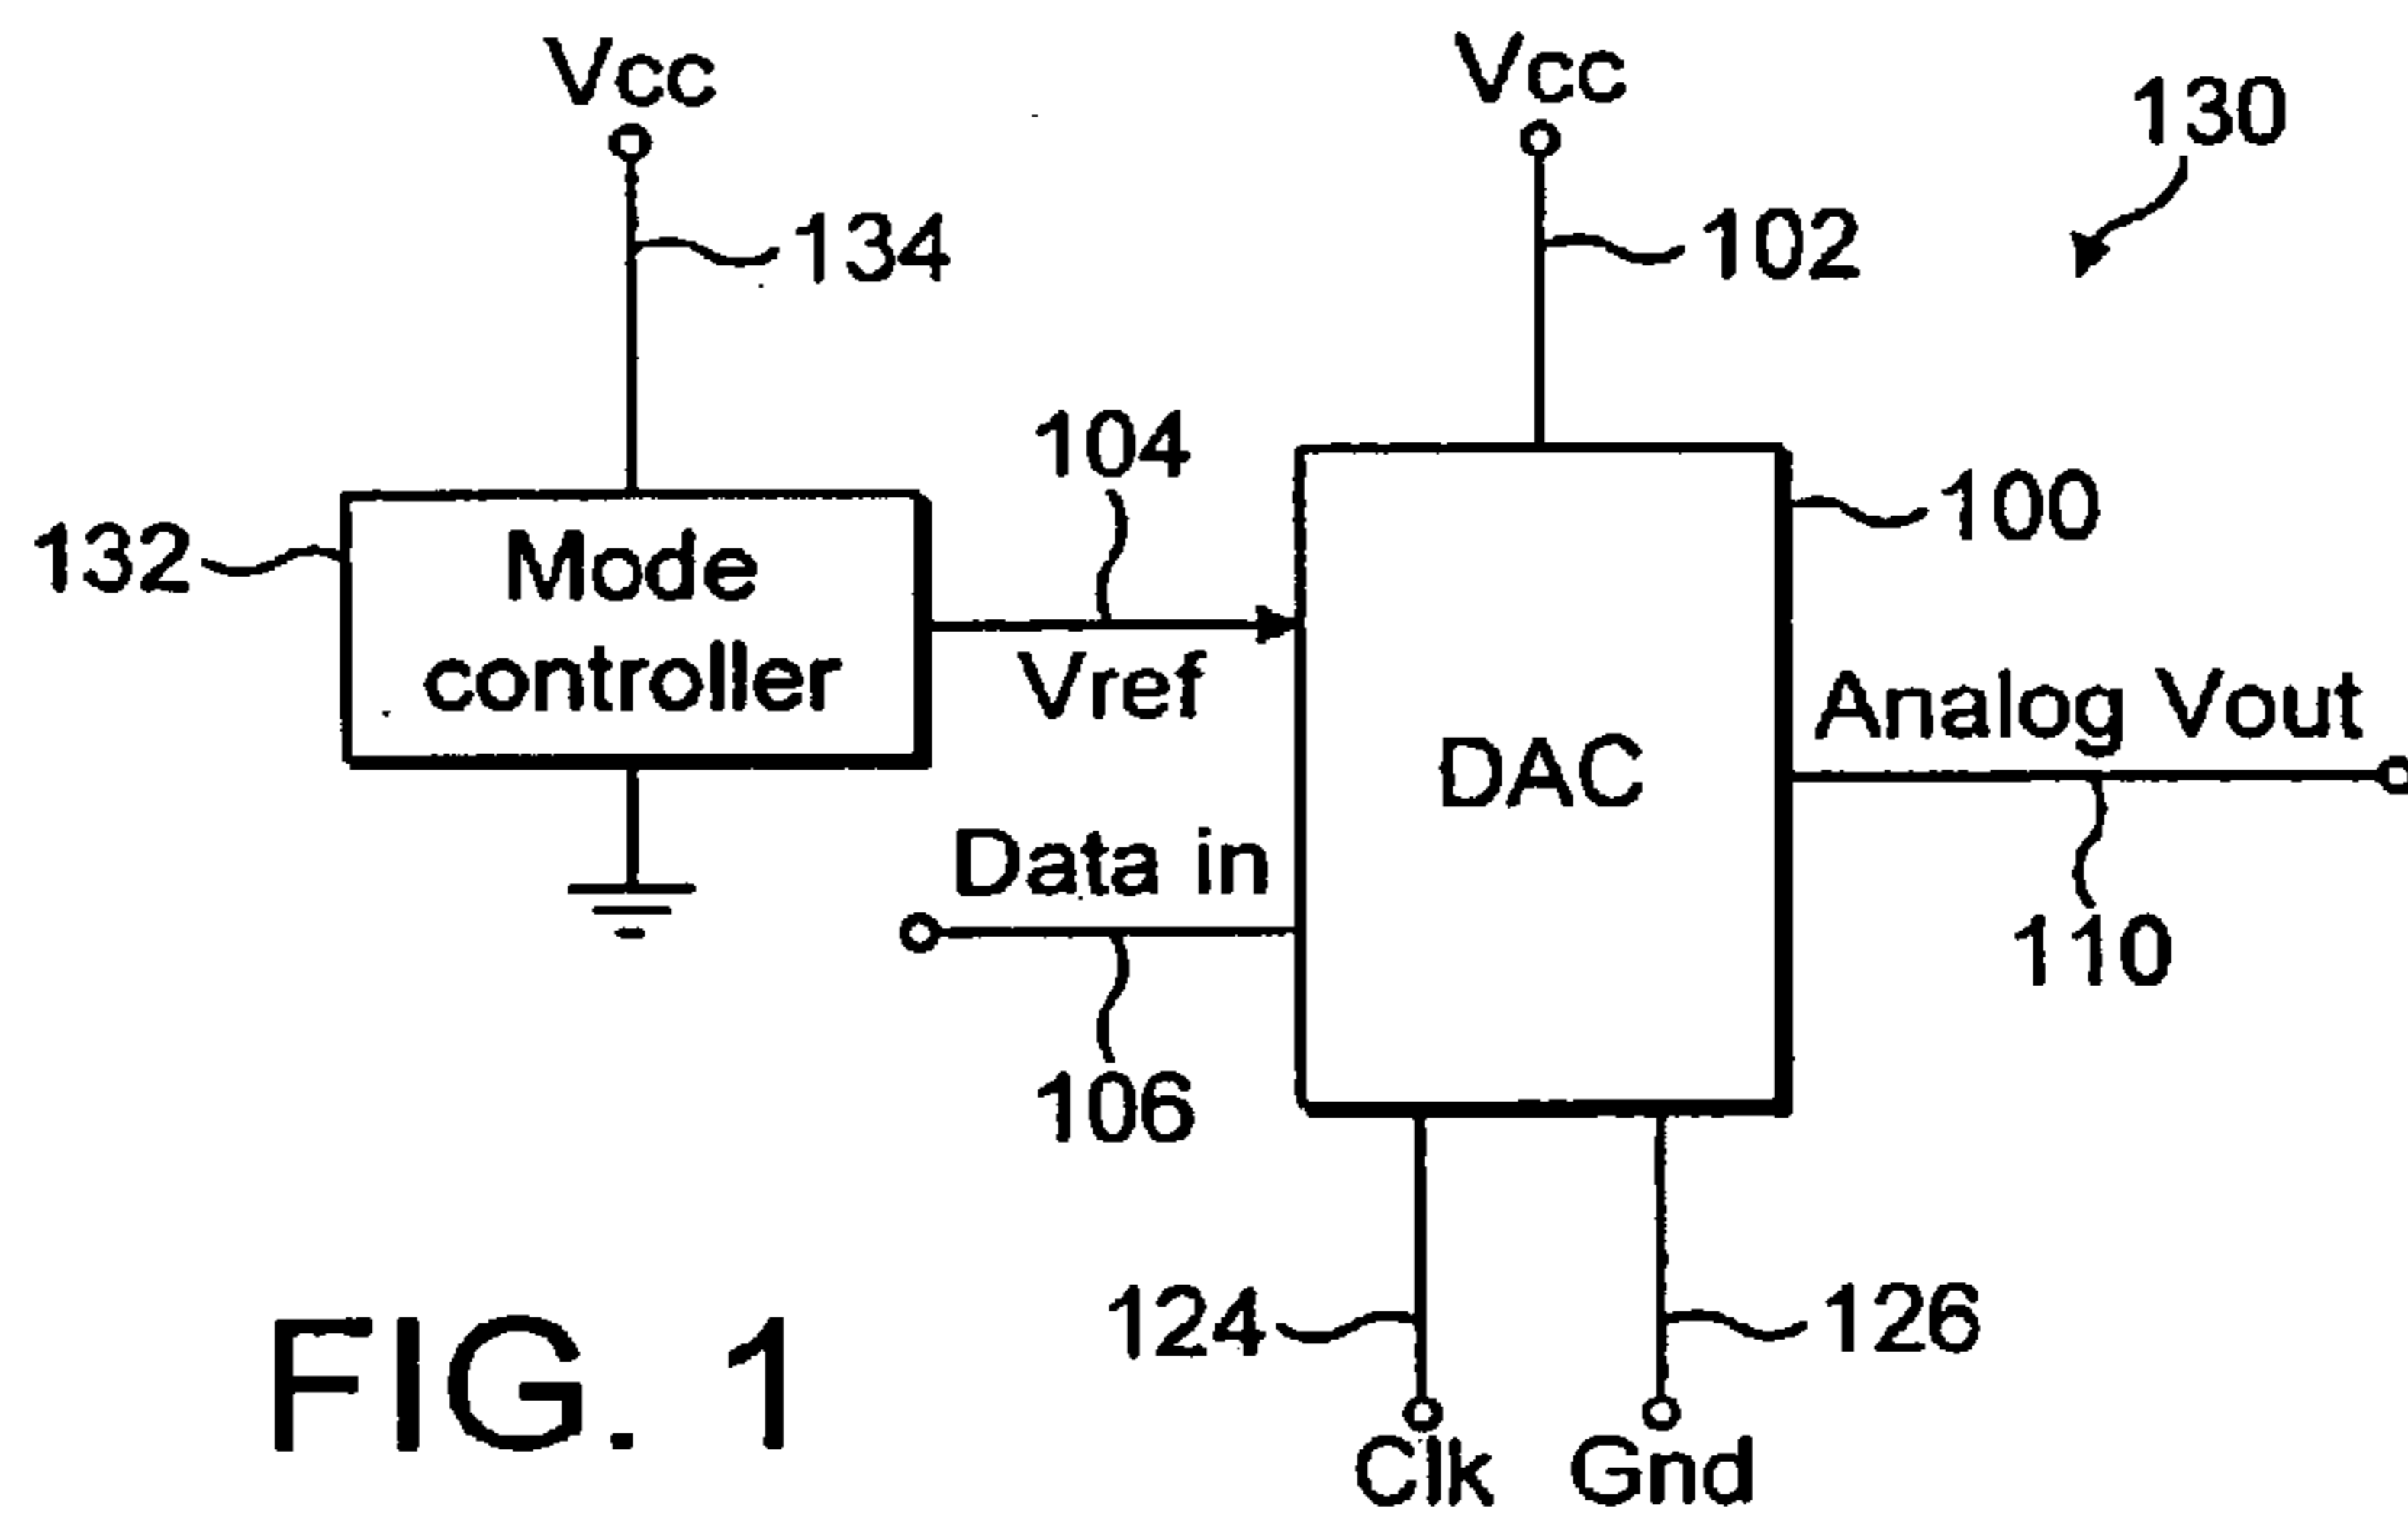 Vcc
Vcc
130
134
102
104
100
132
Mode
controller
Vref
Analog Vout
DAC
Data in
110
106
124
126
FIG. 1
Clk
Gnd